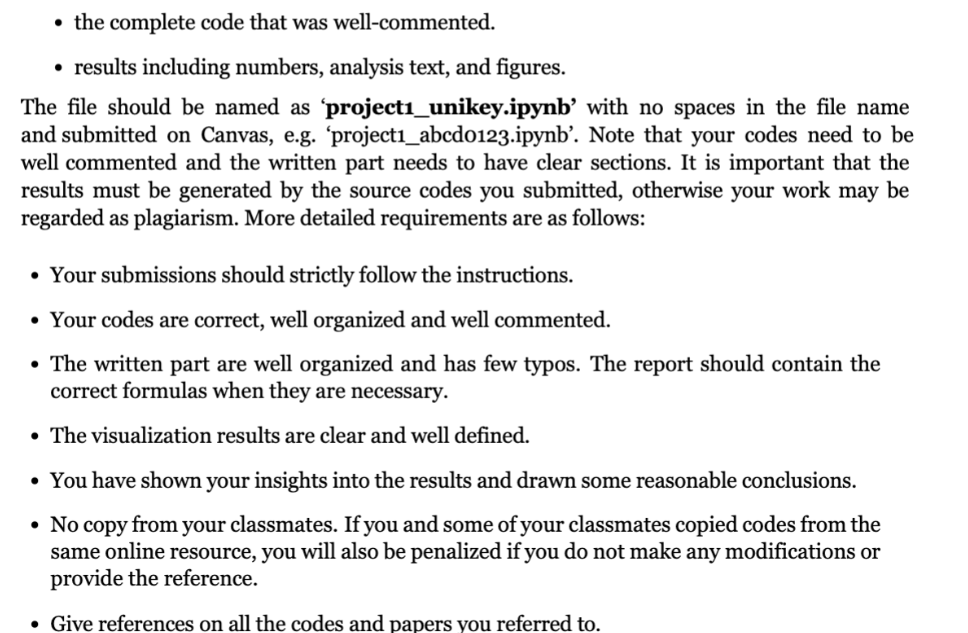 • the complete code that was well-commented.
• results including numbers, analysis text, and figures.
The file should be named as ‘project1_unikey.ipynb’ with no spaces in the file name
and submitted on Canvas, e.g. ‘project1_abcd0123.ipynb’. Note that your codes need to be
well commented and the written part needs to have clear sections. It is important that the
results must be generated by the source codes you submitted, otherwise your work may be
regarded as plagiarism. More detailed requirements are as follows:
• Your submissions should strictly follow the instructions.
• Your codes are correct, well organized and well commented.
• The written part are well organized and has few typos. The report should contain the
correct formulas when they are necessary.
• The visualization results are clear and well defined.
• You have shown your insights into the results and drawn some reasonable conclusions.
• No copy from your classmates. If you and some of your classmates copied codes from the
same online resource, you will also be penalized if you do not make any modifications or
provide the reference.
• Give references on all the codes and papers you referred to.